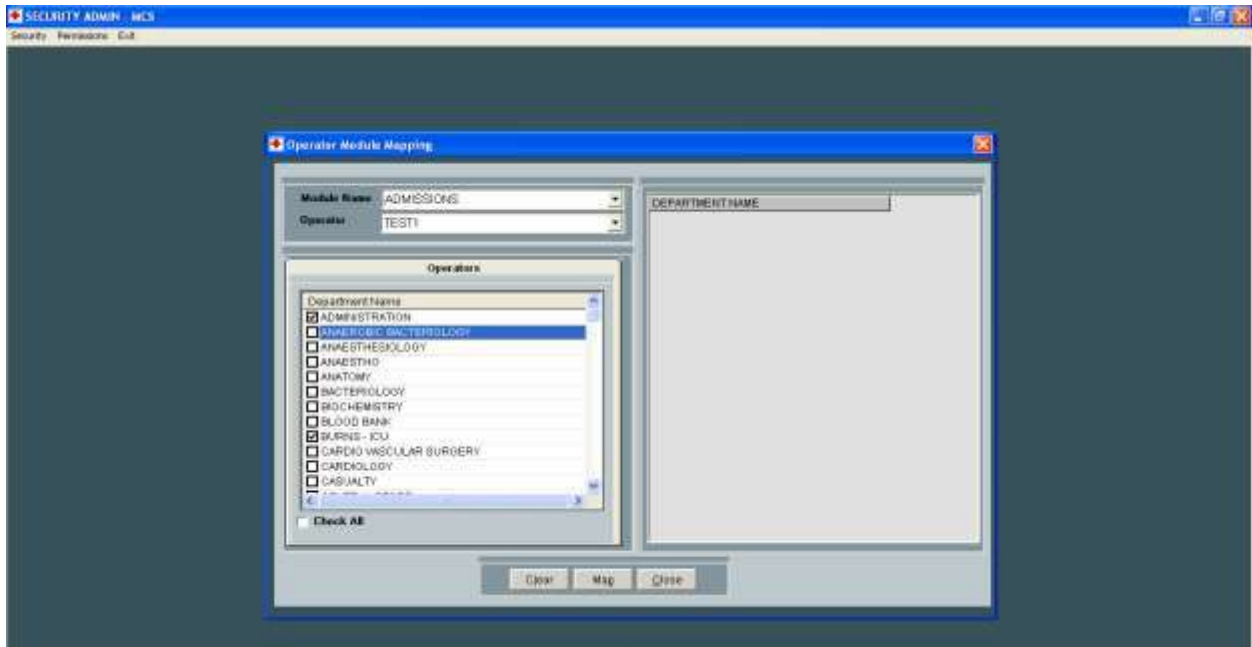 SECURITY ADMIN MCS
Security Permissions Exit
Operator Module Mapping
Module Name ADMISSIONS
Operator TEST1
DEPARTMENT NAME
Operators
Department Name
ADMINISTRATION
ANAEROBIC BACTERIOLOGY
ANAESTHESIOLOGY
ANAESTHO
ANATOMY
BACTERIOLOGY
BIOCHEMISTRY
BLOOD BANK
BURNS - ICU
CARDIO VASCULAR SURGERY
CARDIOLOGY
CASUALTY
Check All
Clear Map Close